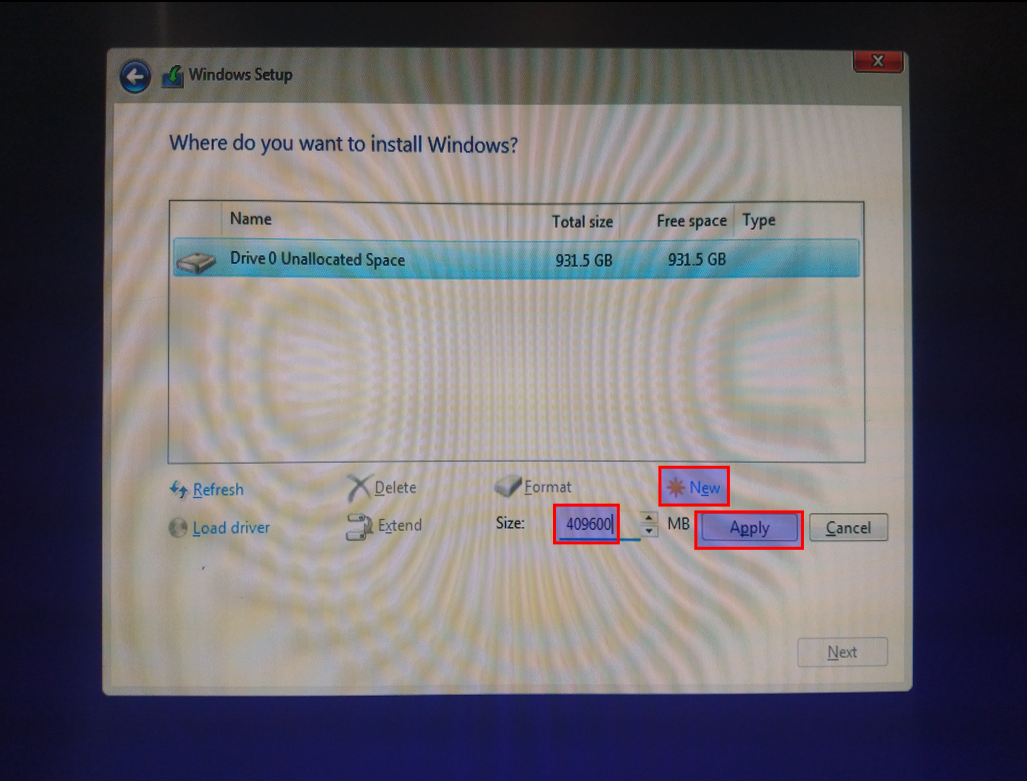 Windows Setup
X
Where do you want to install Windows?
Name Total size Free space Type
Drive 0 Unallocated Space 931.5 GB 931.5 GB
Refresh Delete Format New
Load driver Extend Size: 409600 MB Apply Cancel
Next